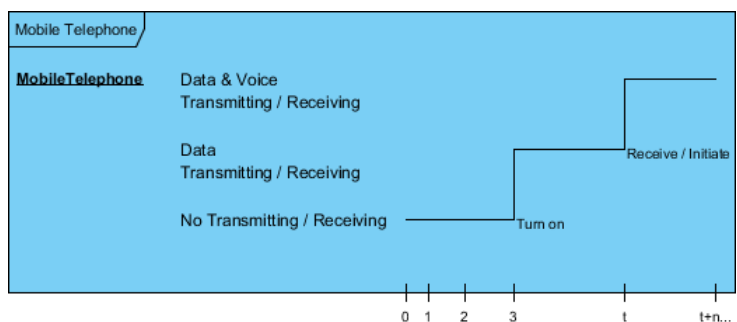 Mobile Telephone
MobileTelephone
Data & Voice
Transmitting / Receiving
Data
Transmitting / Receiving
Receive / Initiate
No Transmitting / Receiving
Turn on
0 1 2 3 t t+n...